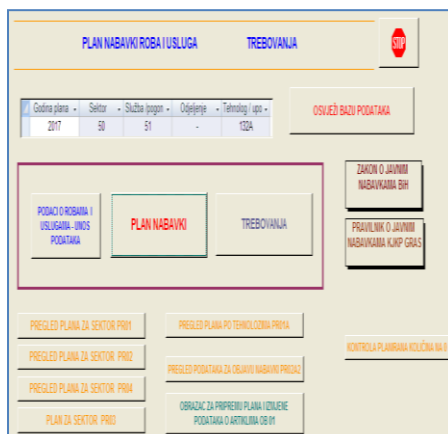 PLAN NABAVKI ROBA I USLUGA TREBOVANJA
STOP
Godina plana Sektor Služba /pogon Odjeljenje Tehnolog / upo
2017 50 51 - 132A
OSVJEŽI BAZU PODATAKA
PODACI O ROBAMA I
USLUGAMA - UNOS
PODATAKA
PLAN NABAVKI
TREBOVANJA
ZAKON O JAVNIM
NABAVKAMA BIH
PRAVILNIK O JAVNIM
NABAVKAMA KJKP GRAS
PREGLED PLANA ZA SEKTOR PR01
PREGLED PLANA ZA SEKTOR PR02
PREGLED PLANA ZA SEKTOR PR04
PLAN ZA SEKTOR PR03
PREGLED PLANA PO TEHNOLOZIMA PR01A
PREGLED PODATAKA ZA OBJAVU NABAVKI PR02A2
OBRAZAC ZA PRIPREMU PLANA I IZMJENE
PODATAKA O ARTIKLIMA OB 01
KONTROLA PLANIRANA KOLIČINA NA 0